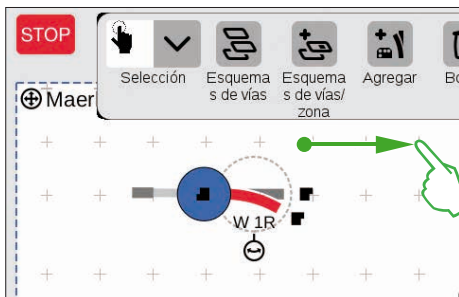 STOP
Selección
Esquema
s de vías
Esquema
s de vías/
zona
Agregar
Bo
Maer
W 1R